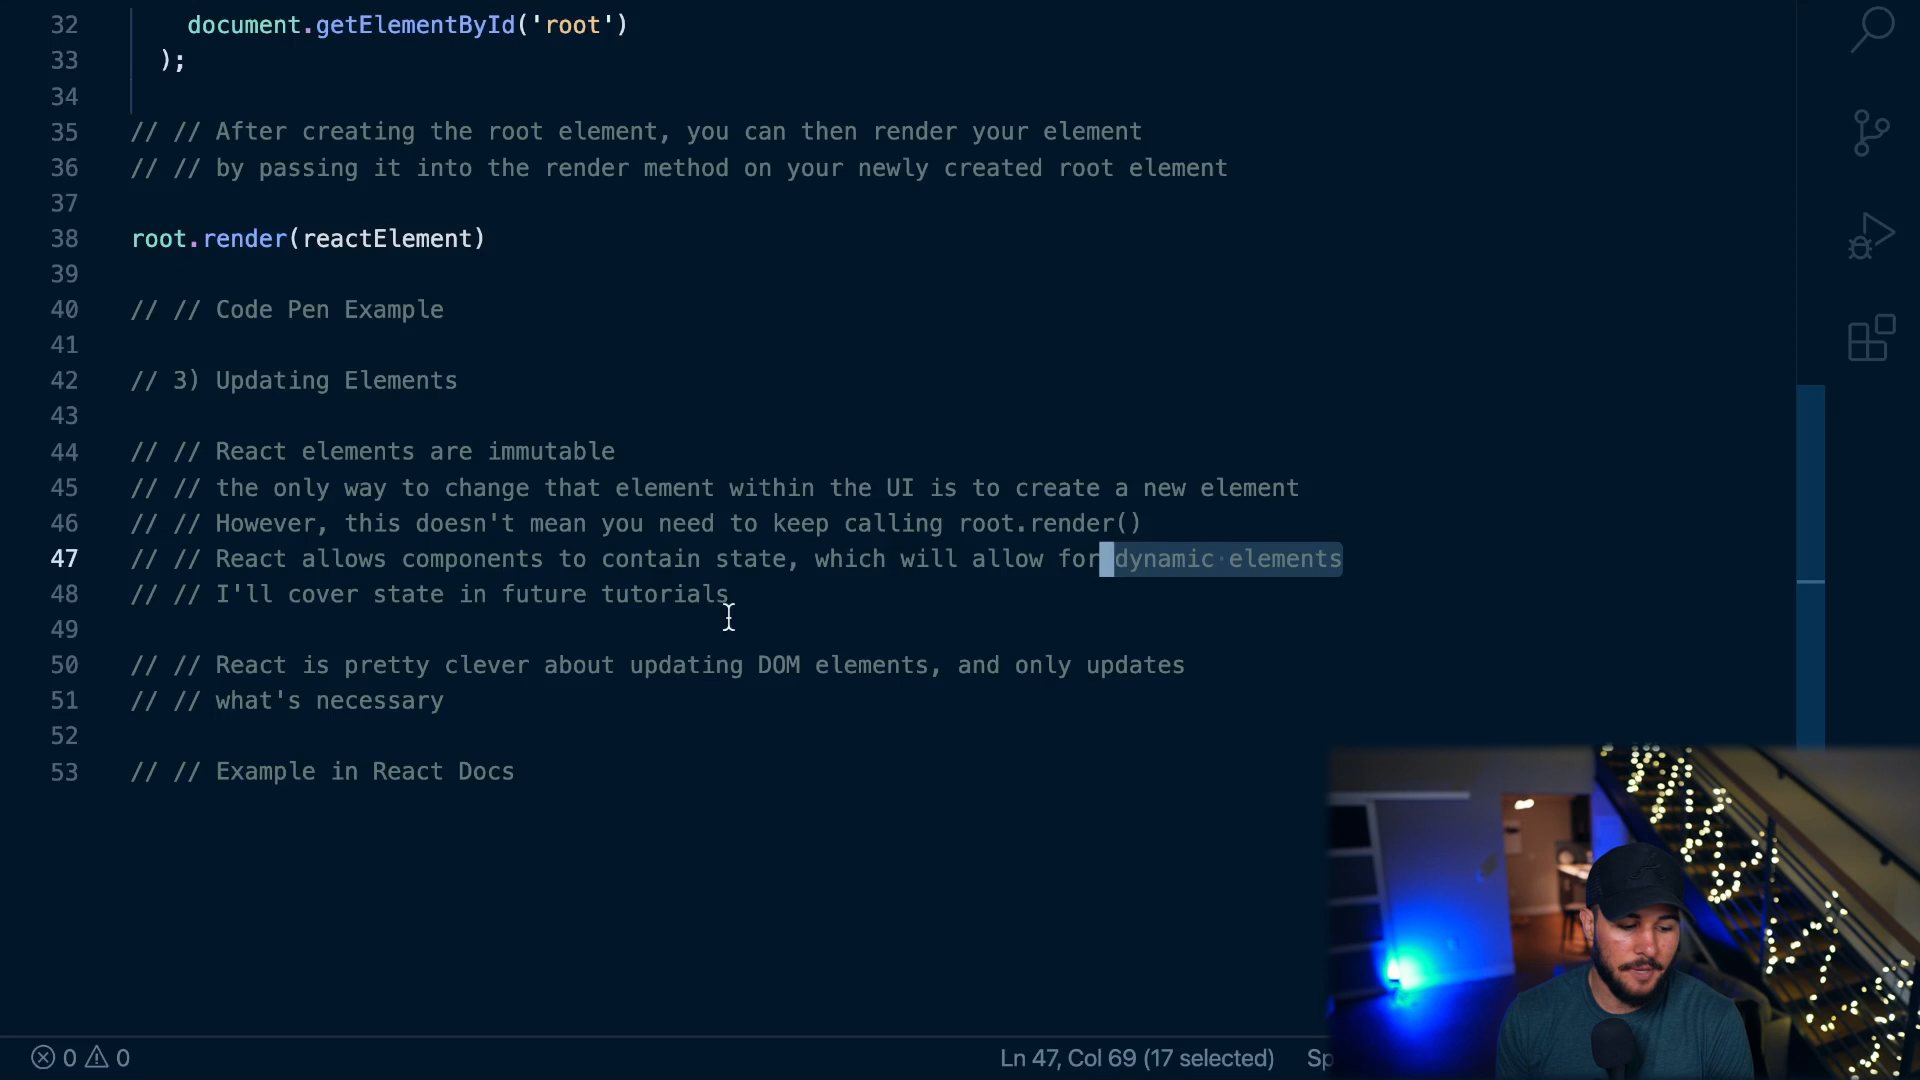 32 document.getElementById('root')
33 );
34
35 // // After creating the root element, you can then render your element
36 // // by passing it into the render method on your newly created root element
37
38 root.render(reactElement)
39
40 // // Code Pen Example
41
42 // 3) Updating Elements
43
44 // // React elements are immutable
45 // // the only way to change that element within the UI is to create a new element
46 // // However, this doesn't mean you need to keep calling root.render()
47 // // React allows components to contain state, which will allow for dynamic·elements
48 // // I'll cover state in future tutorials
49
50 // // React is pretty clever about updating DOM elements, and only updates
51 // // what's necessary
52
53 // // Example in React Docs
0 0 Ln 47, Col 69 (17 selected) Sp